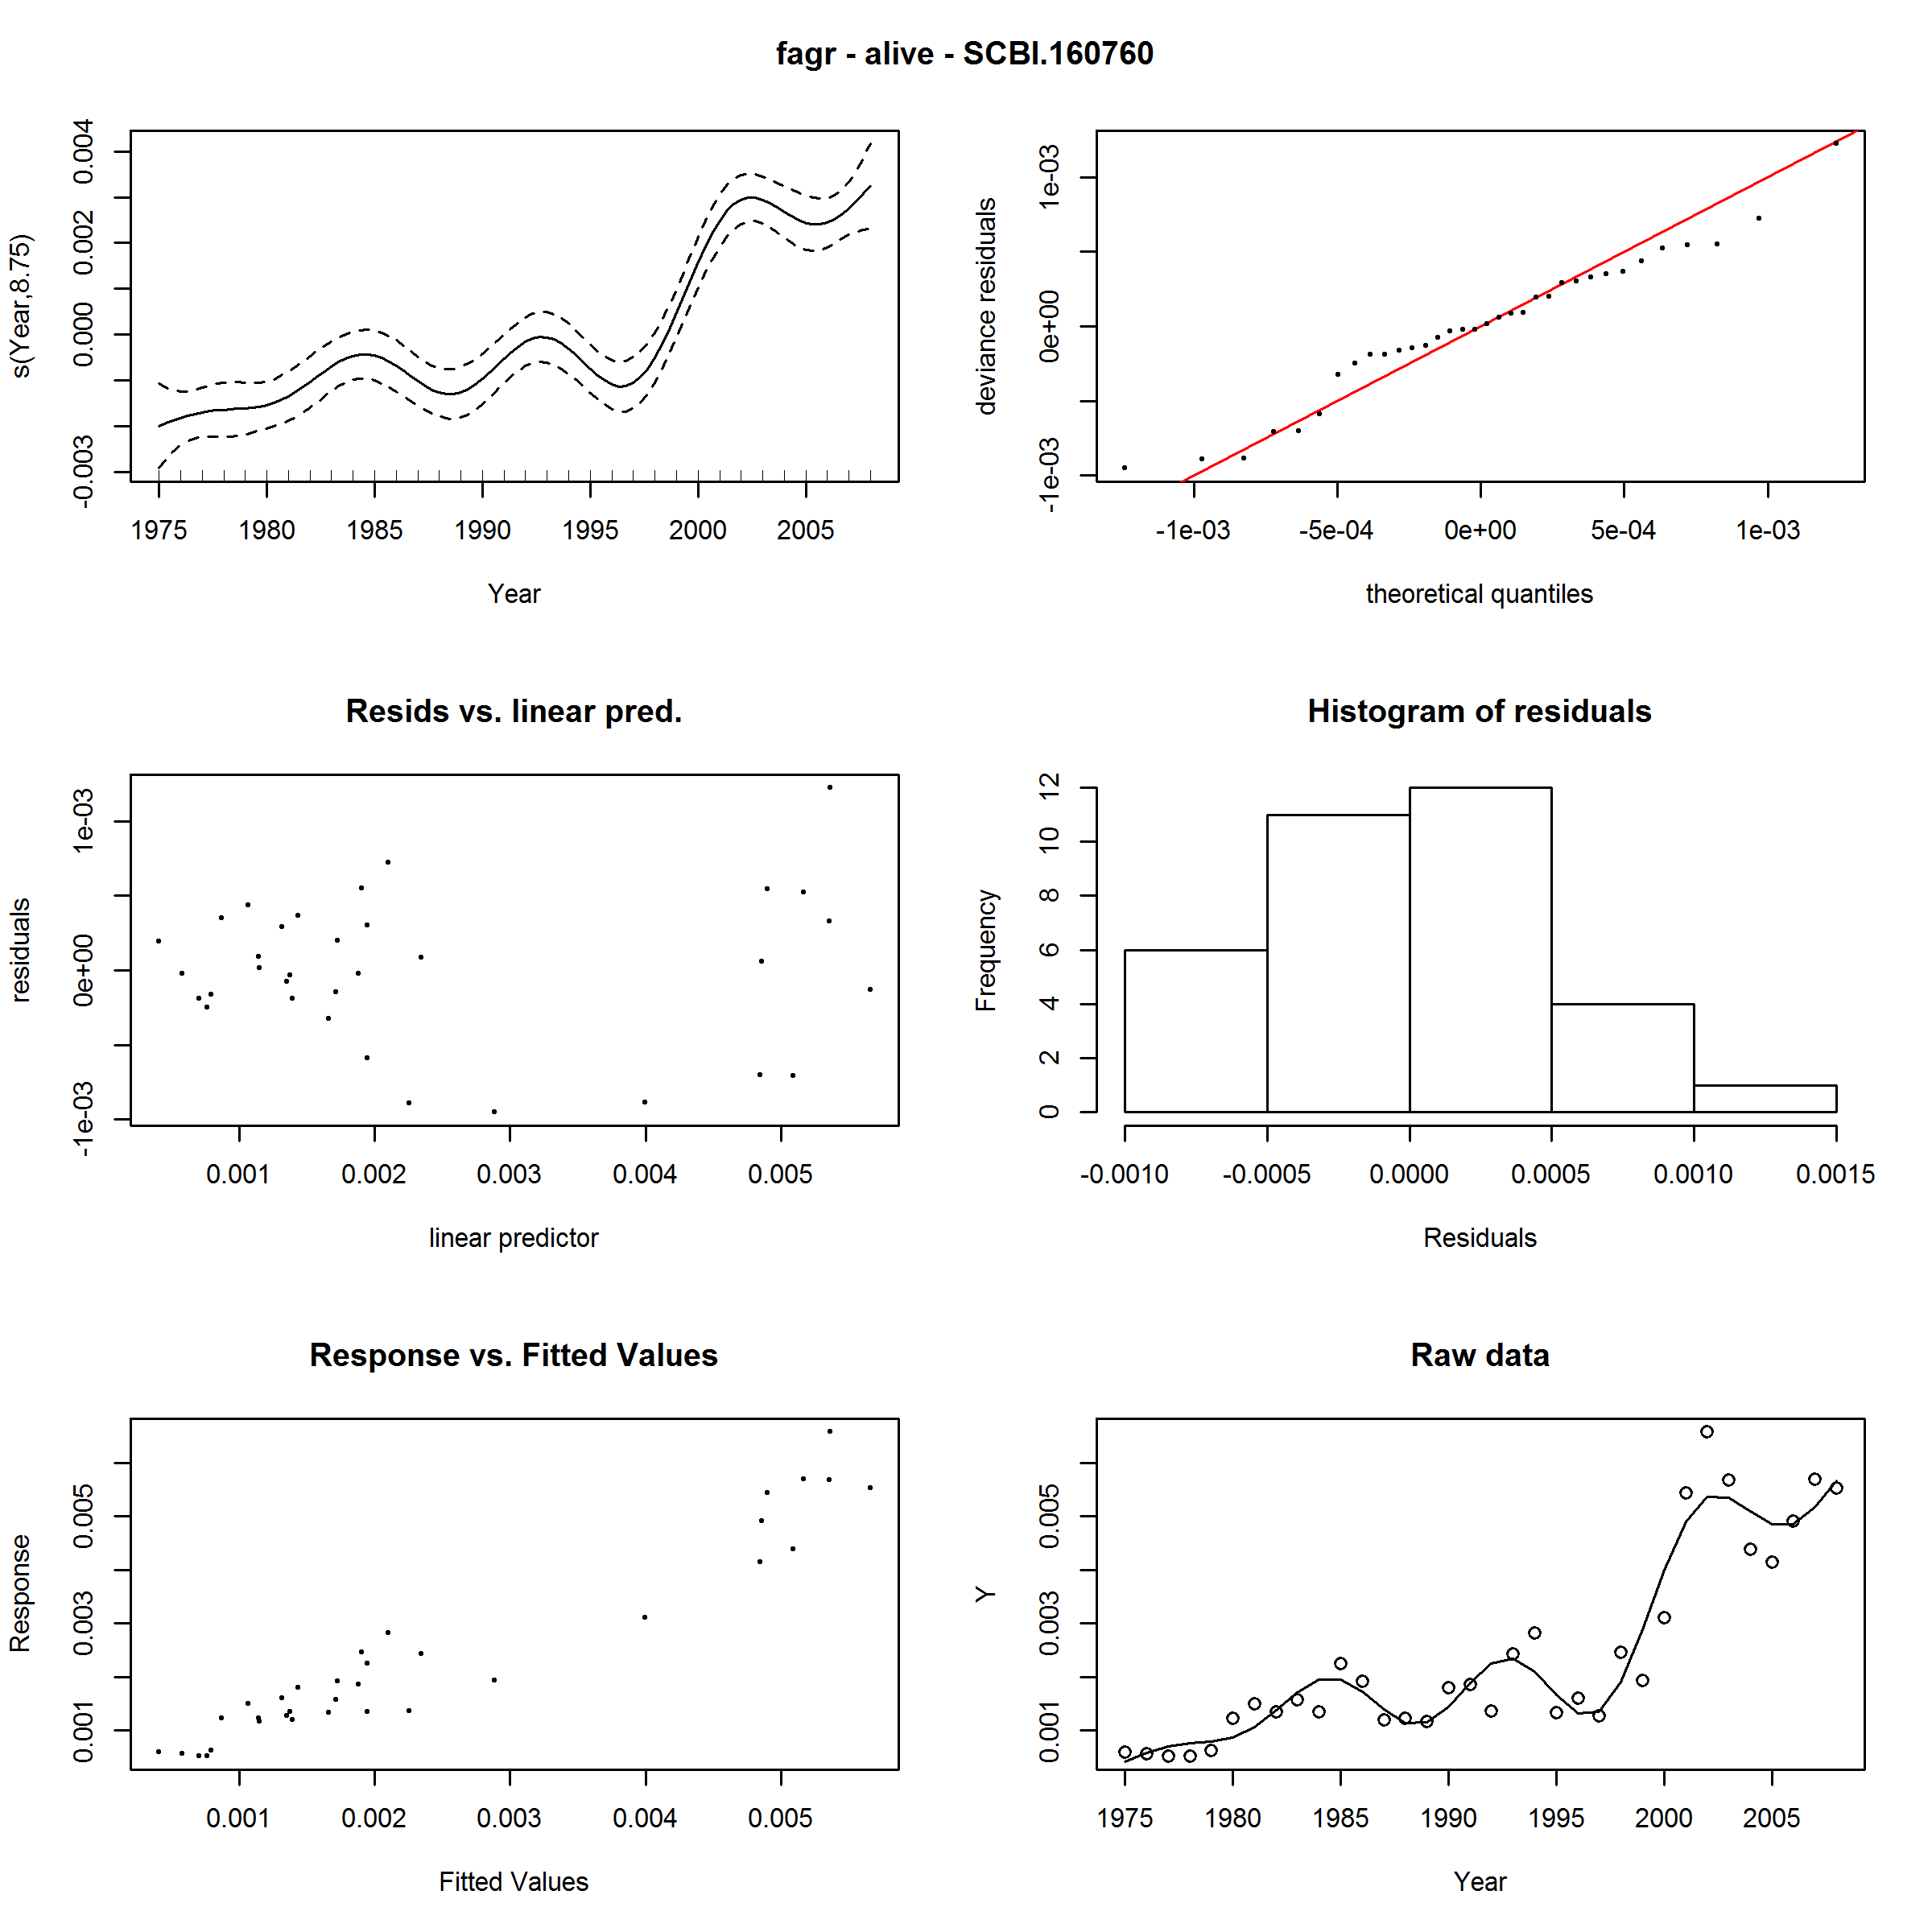 fagr - alive - SCBI.160760
s(Year,8.75)
0.004
0.002
0.000
-0.003
1975 1980 1985 1990 1995 2000 2005
Year
deviance residuals
1e-03
0e+00
-1e-03
-1e-03 -5e-04 0e+00 5e-04 1e-03
theoretical quantiles
Resids vs. linear pred.
residuals
1e-03
0e+00
-1e-03
0.001 0.002 0.003 0.004 0.005
linear predictor
Histogram of residuals
Frequency
12
10
8
6
4
2
0
-0.0010 -0.0005 0.0000 0.0005 0.0010 0.0015
Residuals
Response vs. Fitted Values
Response
0.005
0.003
0.001
0.001 0.002 0.003 0.004 0.005
Fitted Values
Raw data
Y
0.005
0.003
0.001
1975 1980 1985 1990 1995 2000 2005
Year